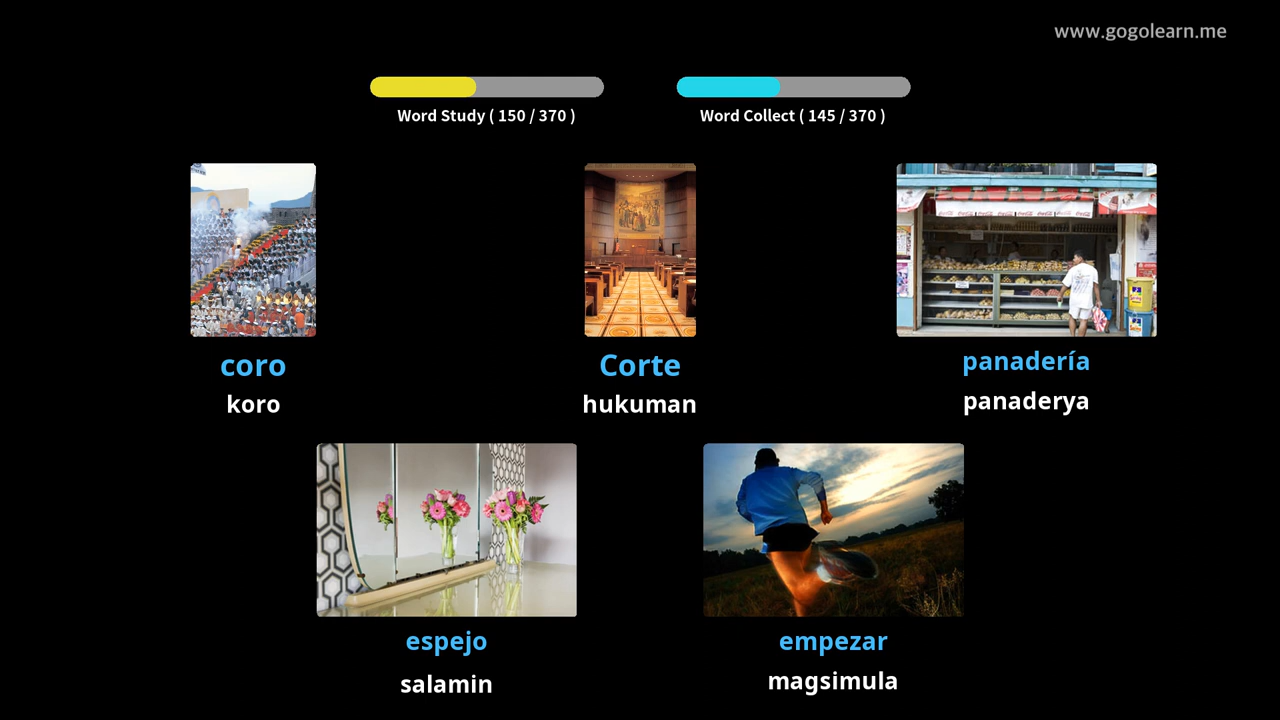 www.gogolearn.me
Word Study ( 150 / 370 )
Word Collect ( 145 / 370 )
coro
koro
Corte
hukuman
panadería
panaderya
espejo
salamin
empezar
magsimula